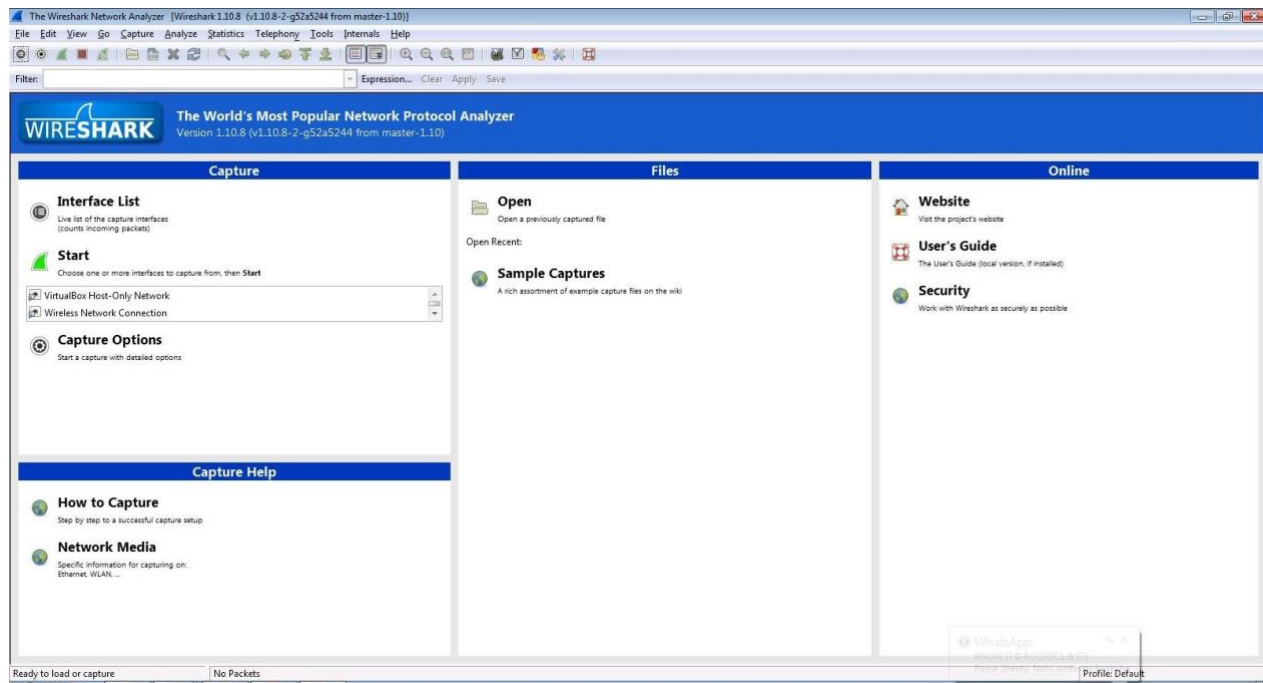 The Wireshark Network Analyzer [Wireshark 1.10.8 (v1.10.8-2-g52a5244 from master-1.10)]
File Edit View Go Capture Analyze Statistics Telephony Tools Internals Help
Filter: Expression... Clear Apply Save
WIRESHARK
The World's Most Popular Network Protocol Analyzer
Version 1.10.8 (v1.10.8-2-g52a5244 from master-1.10)
Capture
Interface List
Live list of the capture interfaces
(counts incoming packets)
Start
Choose one or more interfaces to capture from, then Start
VirtualBox Host-Only Network
Wireless Network Connection
Capture Options
Start a capture with detailed options
Capture Help
How to Capture
Step by step to a successful capture setup
Network Media
Specific information for capturing on:
Ethernet, WLAN, ...
Files
Open
Open a previously captured file
Open Recent:
Sample Captures
A rich assortment of example capture files on the wiki
Online
Website
Visit the project's website
User's Guide
The User's Guide (local version, if installed)
Security
Work with Wireshark as securely as possible
WhatsApp
Ready to load or capture No Packets Profile: Default